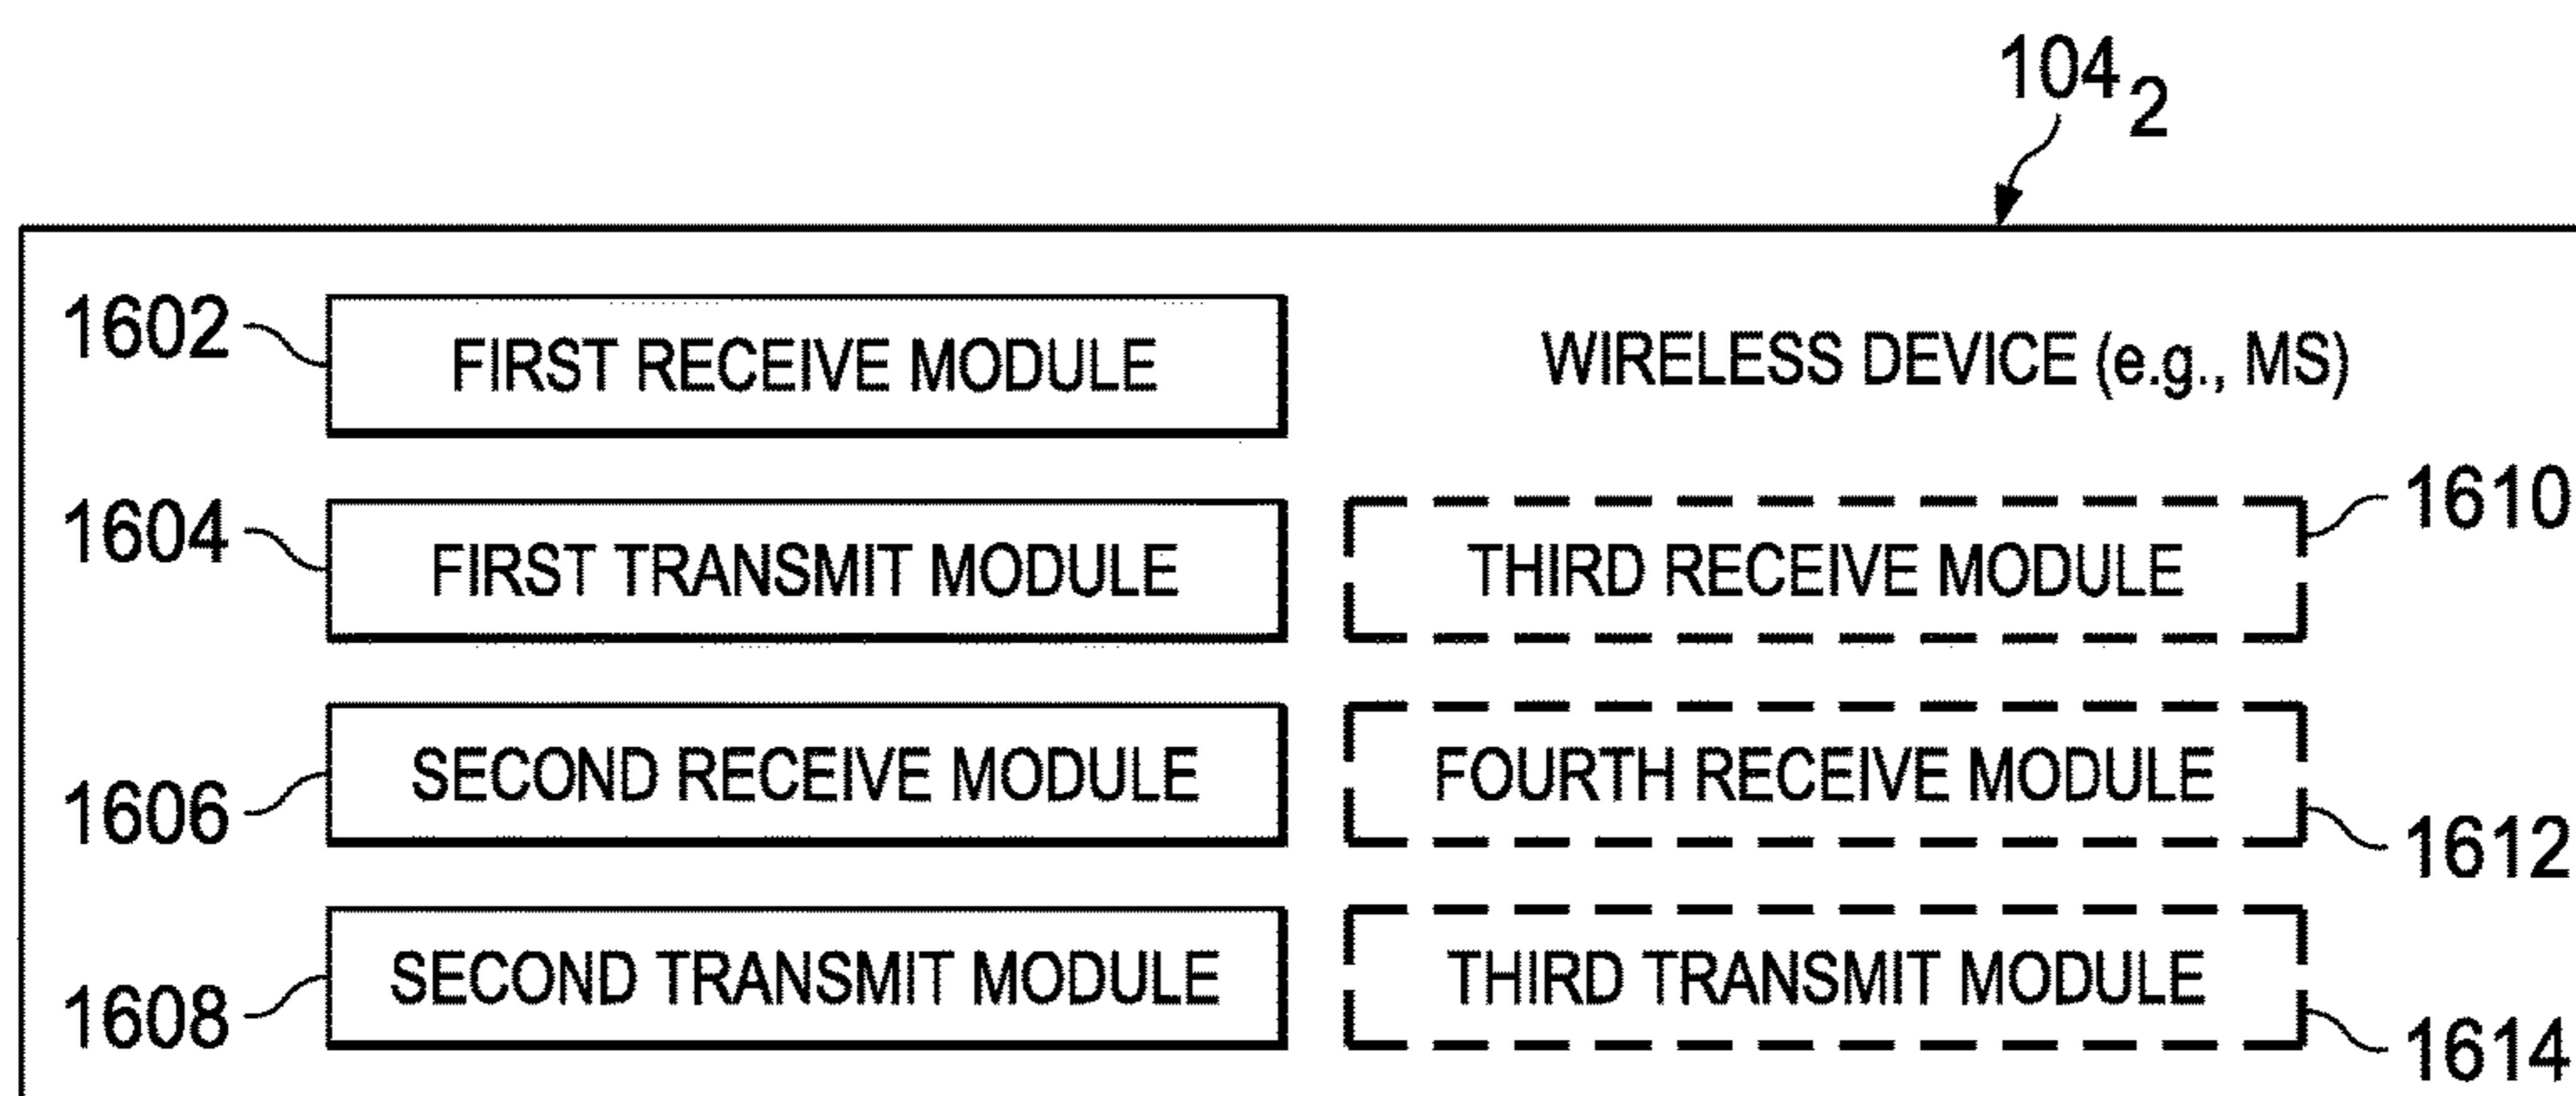 104₂
1602 FIRST RECEIVE MODULE WIRELESS DEVICE (e.g., MS)
1604 FIRST TRANSMIT MODULE THIRD RECEIVE MODULE 1610
1606 SECOND RECEIVE MODULE FOURTH RECEIVE MODULE 1612
1608 SECOND TRANSMIT MODULE THIRD TRANSMIT MODULE 1614